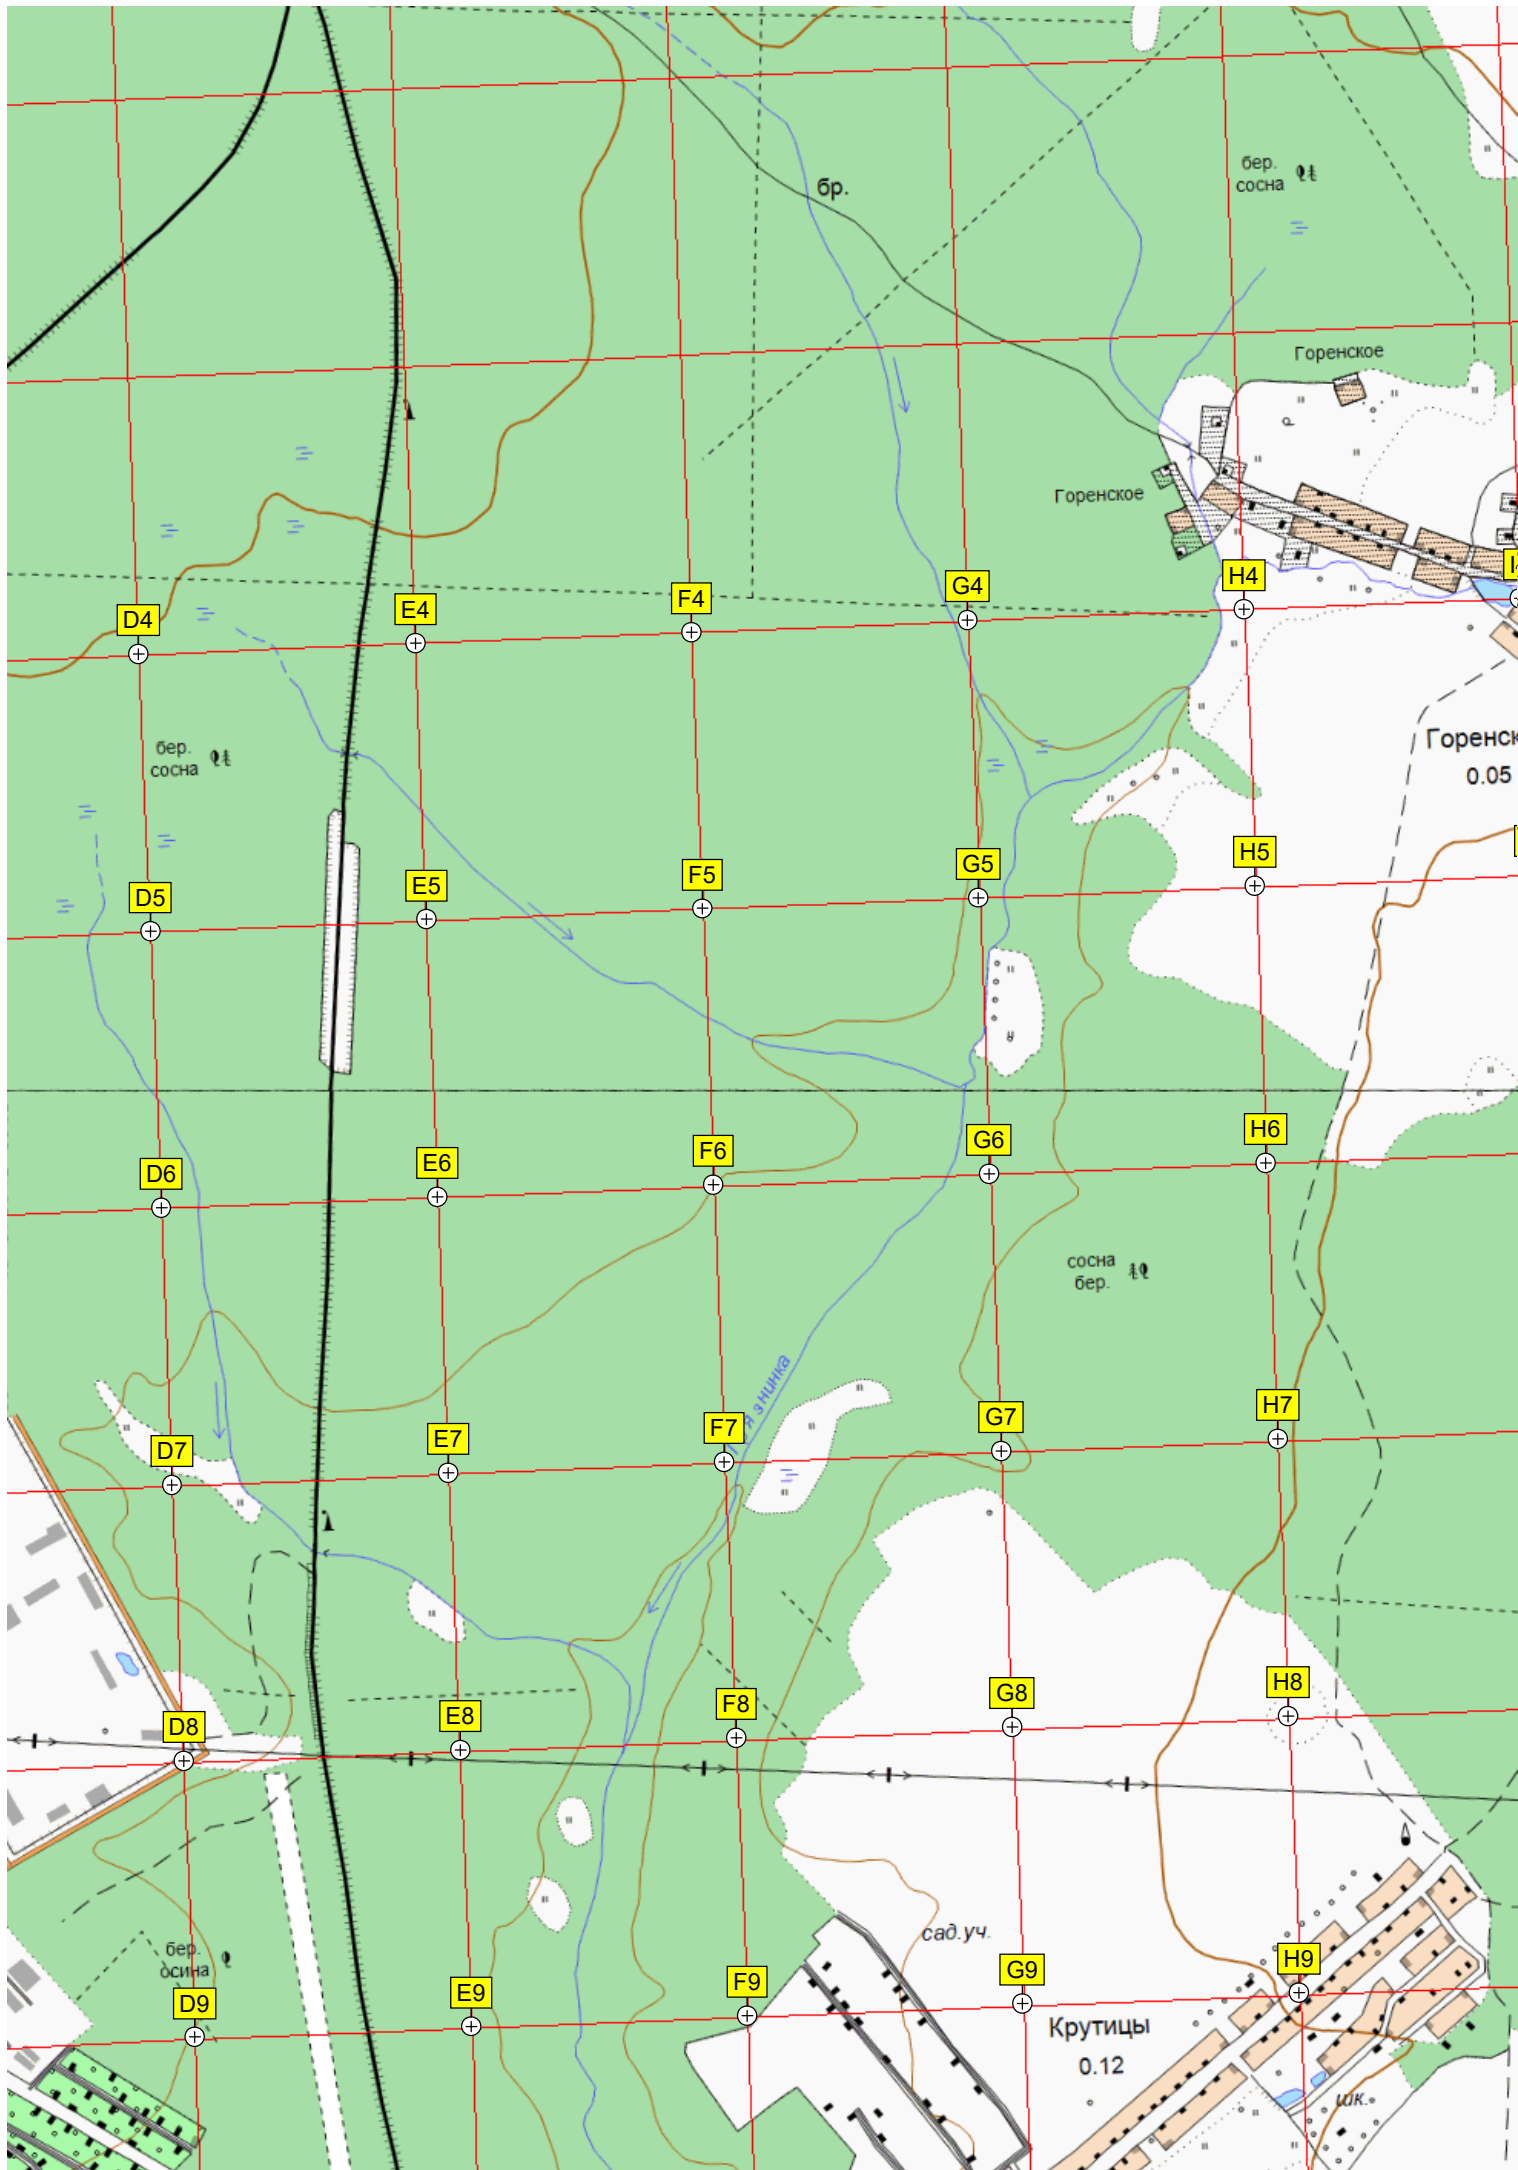 бр.
бер.
сосна
Горенское
Горенское
D4
E4
F4
G4
H4
бер.
сосна
0.05
D5
E5
F5
G5
H5
D6
E6
F6
G6
H6
сосна
бер.
D7
E7
F7
G7
H7
D8
E8
F8
G8
H8
сад.уч.
бер.
осина
D9
E9
F9
G9
H9
Крутицы
0.12
шк.